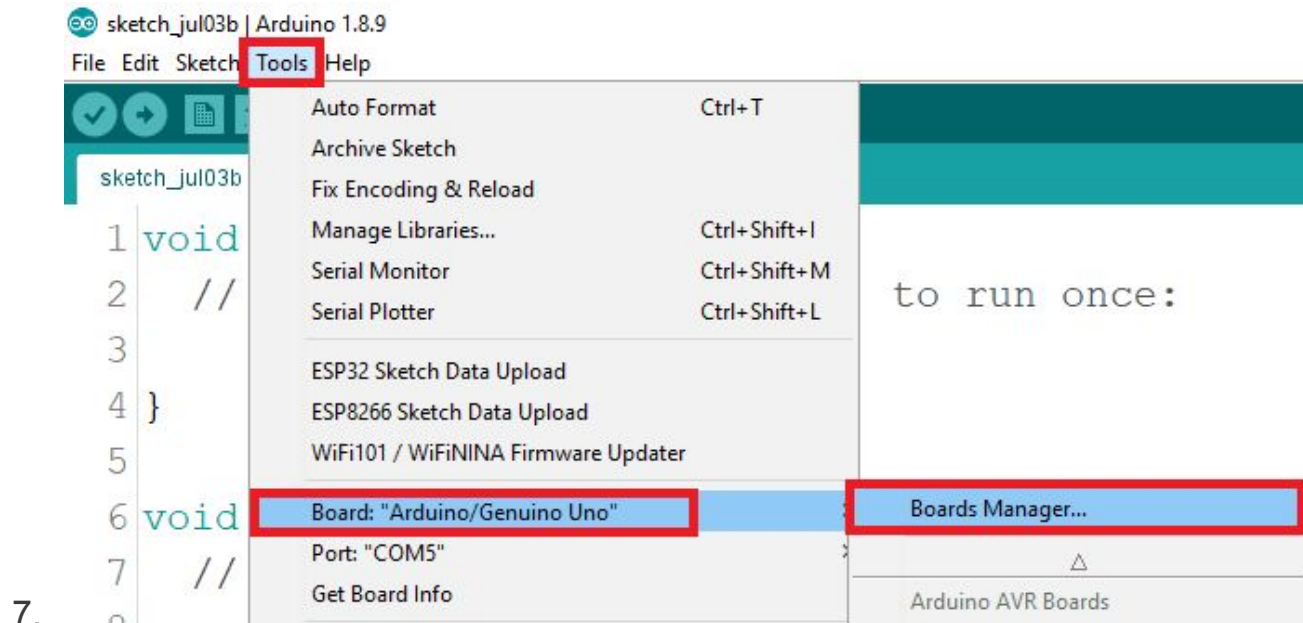 sketch_jul03b | Arduino 1.8.9
File Edit Sketch Tools Help
Auto Format Ctrl+T
Archive Sketch
sketch_jul03b
Fix Encoding & Reload
1 void
Manage Libraries... Ctrl+Shift+I
Serial Monitor Ctrl+Shift+M
2 // to run once:
Serial Plotter Ctrl+Shift+L
3
ESP32 Sketch Data Upload
4 }
ESP8266 Sketch Data Upload
5
WiFi101 / WiFiNINA Firmware Updater
6 void
Board: "Arduino/Genuino Uno" Boards Manager...
Port: "COM5"
7 //
Get Board Info
Arduino AVR Boards
7.